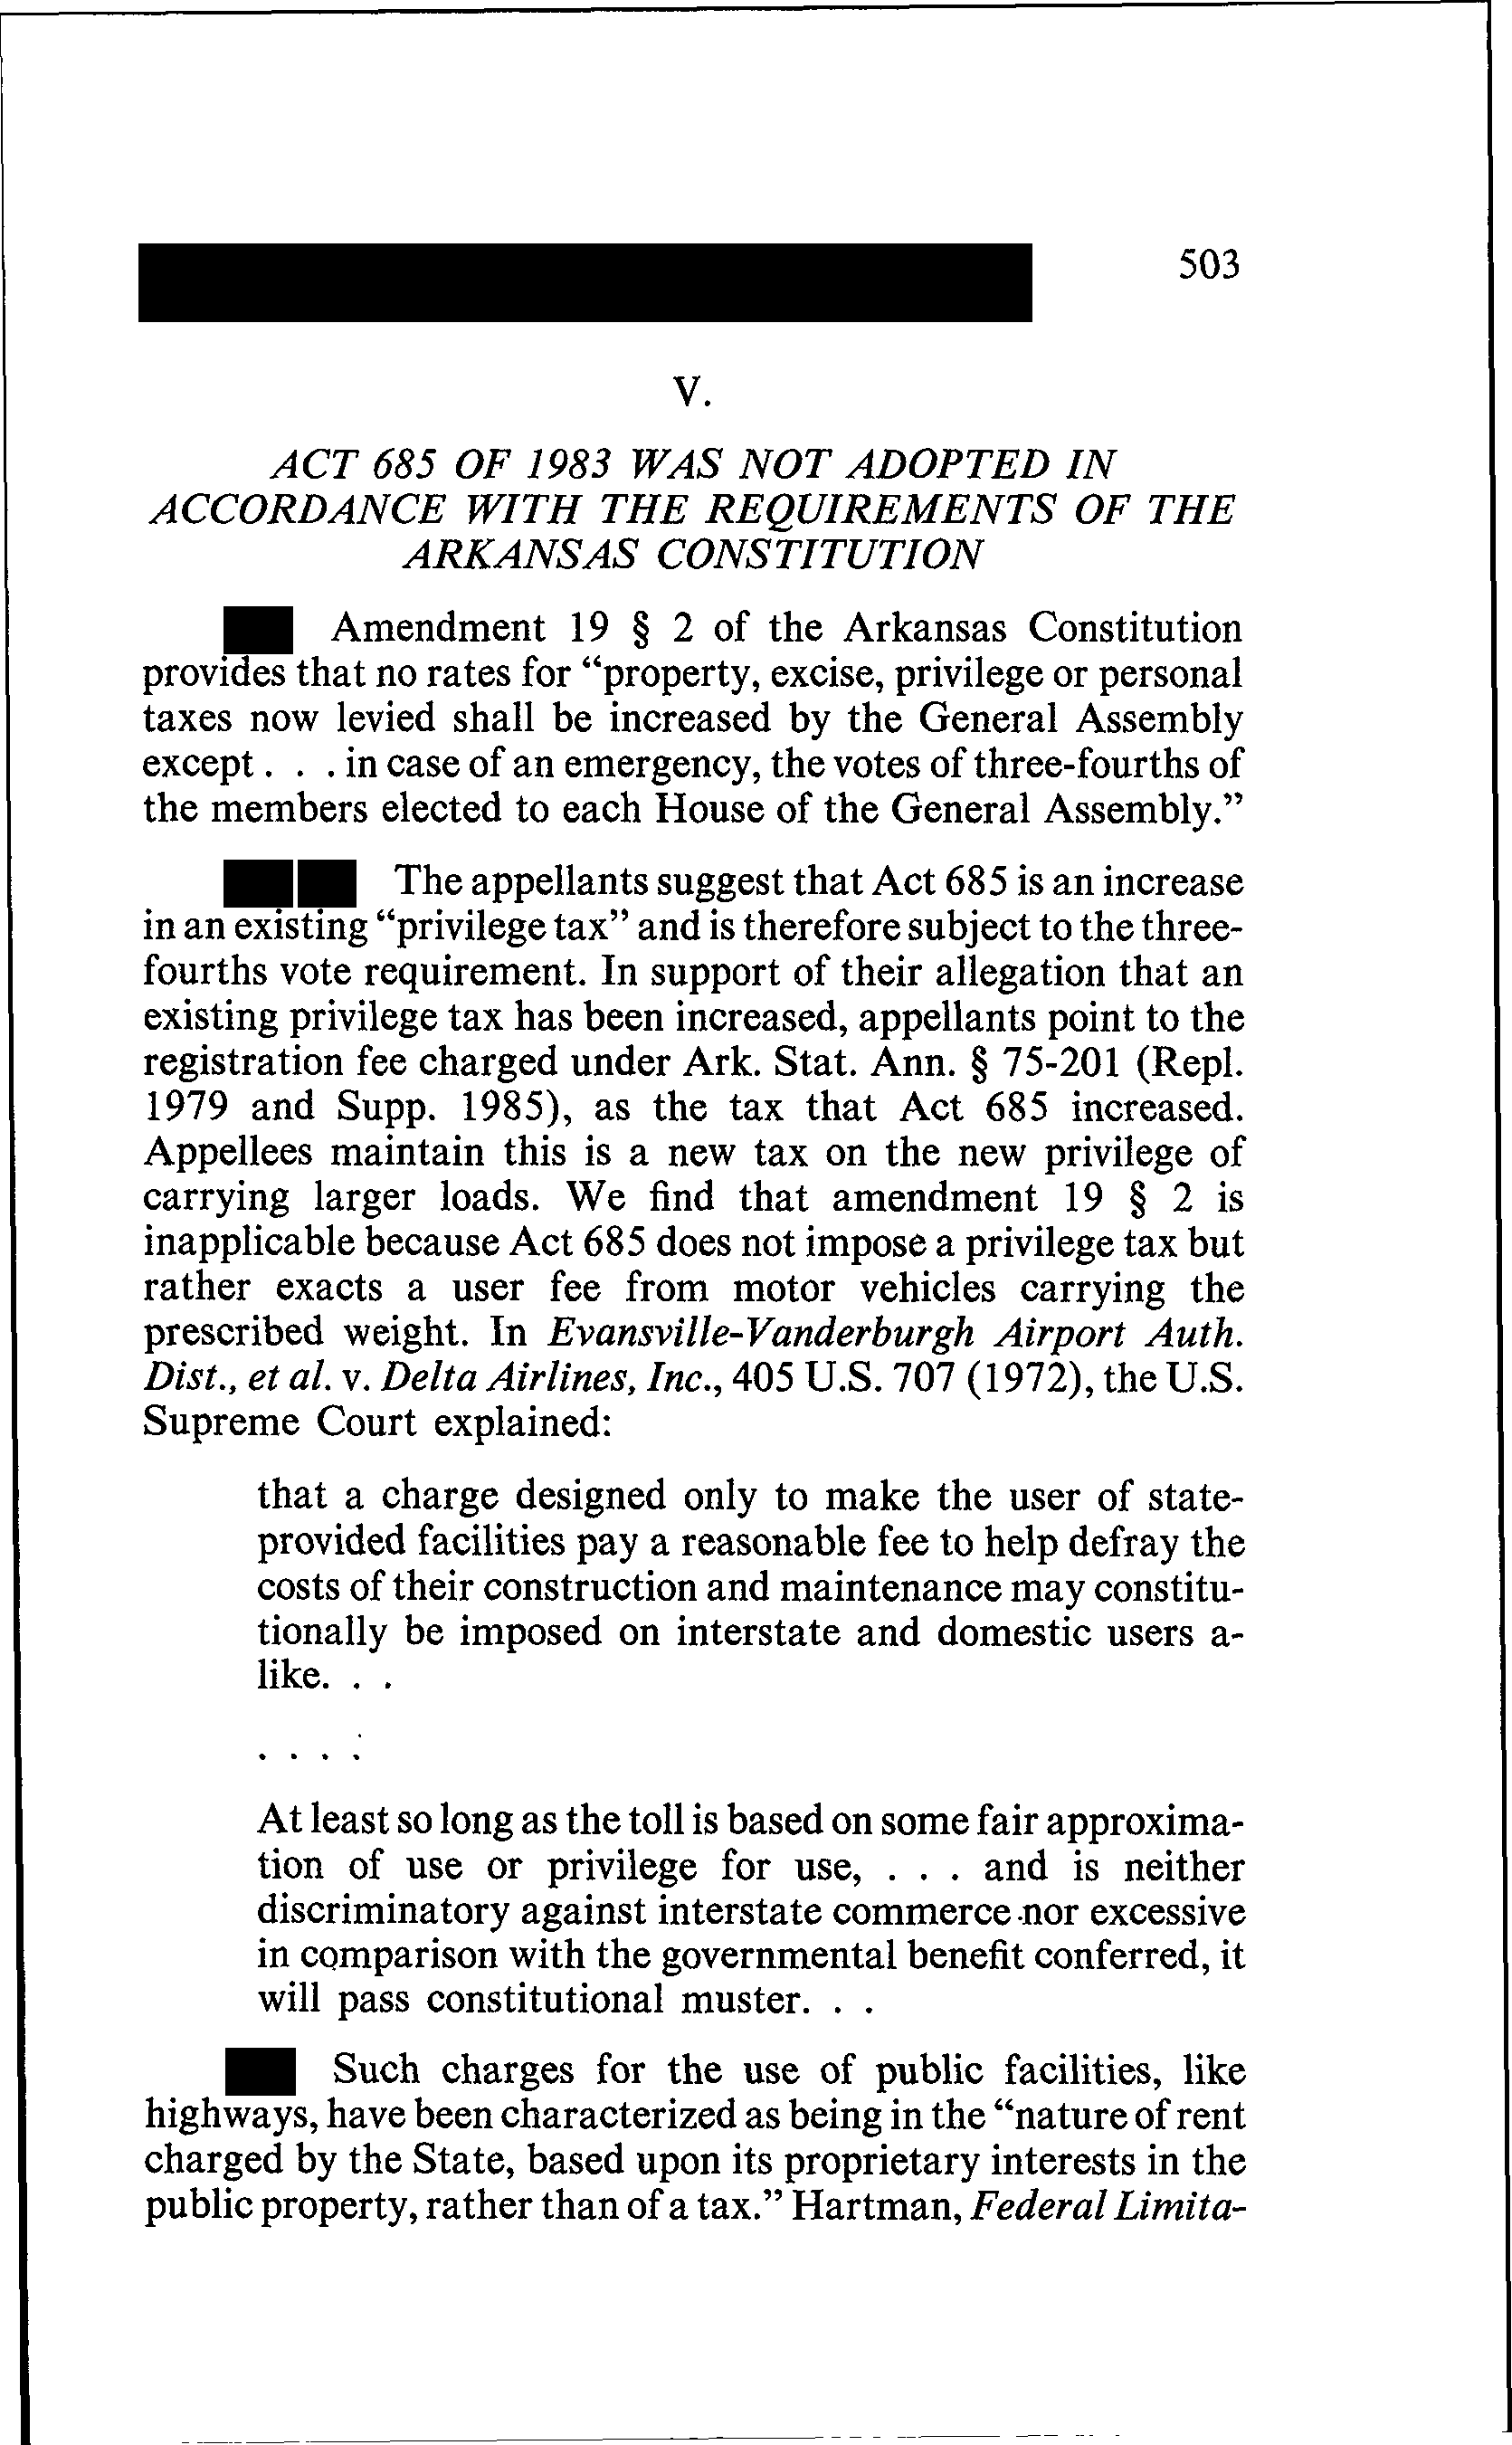 503
V.
ACT 685 OF 1983 WAS NOT ADOPTED IN
ACCORDANCE WITH THE REQUIREMENTS OF THE
ARKANSAS CONSTITUTION
Amendment 19 § 2 of the Arkansas Constitution
provides that no rates for “property, excise, privilege or personal
taxes now levied shall be increased by the General Assembly
except . . . in case of an emergency, the votes of three-fourths of
the members elected to each House of the General Assembly.”
The appellants suggest that Act 685 is an increase
in an existing “privilege tax” and is therefore subject to the three-
fourths vote requirement. In support of their allegation that an
existing privilege tax has been increased, appellants point to the
registration fee charged under Ark. Stat. Ann. § 75-201 (Repl.
1979 and Supp. 1985), as the tax that Act 685 increased.
Appellees maintain this is a new tax on the new privilege of
carrying larger loads. We find that amendment 19 § 2 is
inapplicable because Act 685 does not impose a privilege tax but
rather exacts a user fee from motor vehicles carrying the
prescribed weight. In Evansville-Vanderburgh Airport Auth.
Dist., et al. v. Delta Airlines, Inc., 405 U.S. 707 (1972), the U.S.
Supreme Court explained:
that a charge designed only to make the user of state-
provided facilities pay a reasonable fee to help defray the
costs of their construction and maintenance may constitu-
tionally be imposed on interstate and domestic users a-
like. . .
. . . .
At least so long as the toll is based on some fair approxima-
tion of use or privilege for use, . . . and is neither
discriminatory against interstate commerce nor excessive
in comparison with the governmental benefit conferred, it
will pass constitutional muster. . .
Such charges for the use of public facilities, like
highways, have been characterized as being in the “nature of rent
charged by the State, based upon its proprietary interests in the
public property, rather than of a tax.” Hartman, Federal Limita-